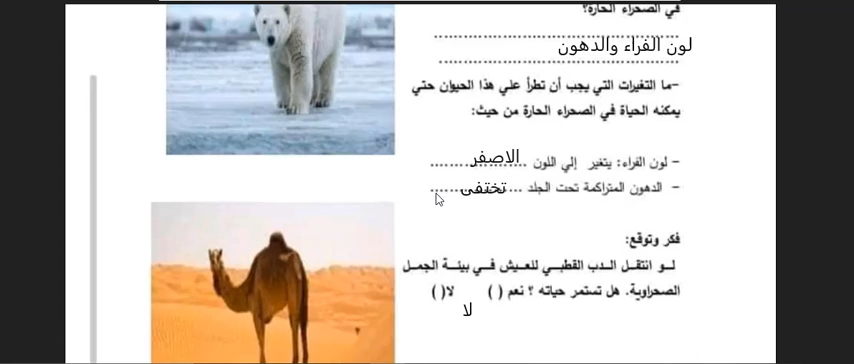 في الصحراء الحارة؟
لون الفراء والدهون
-ما التغيرات التي يجب أن تطرأ علي هذا الحيوان حتي
يمكنه الحياة في الصحراء الحارة من حيث:
- لون الفراء: يتغير إلي اللون الاصفر
- الدهون المتراكمة تحت الجلد تختفى
فكر وتوقع:
لو انتقل الدب القطبي للعيش في بيئة الجمل
الصحراوية. هل تستمر حياته ؟ نعم ( ) لا( )
لا